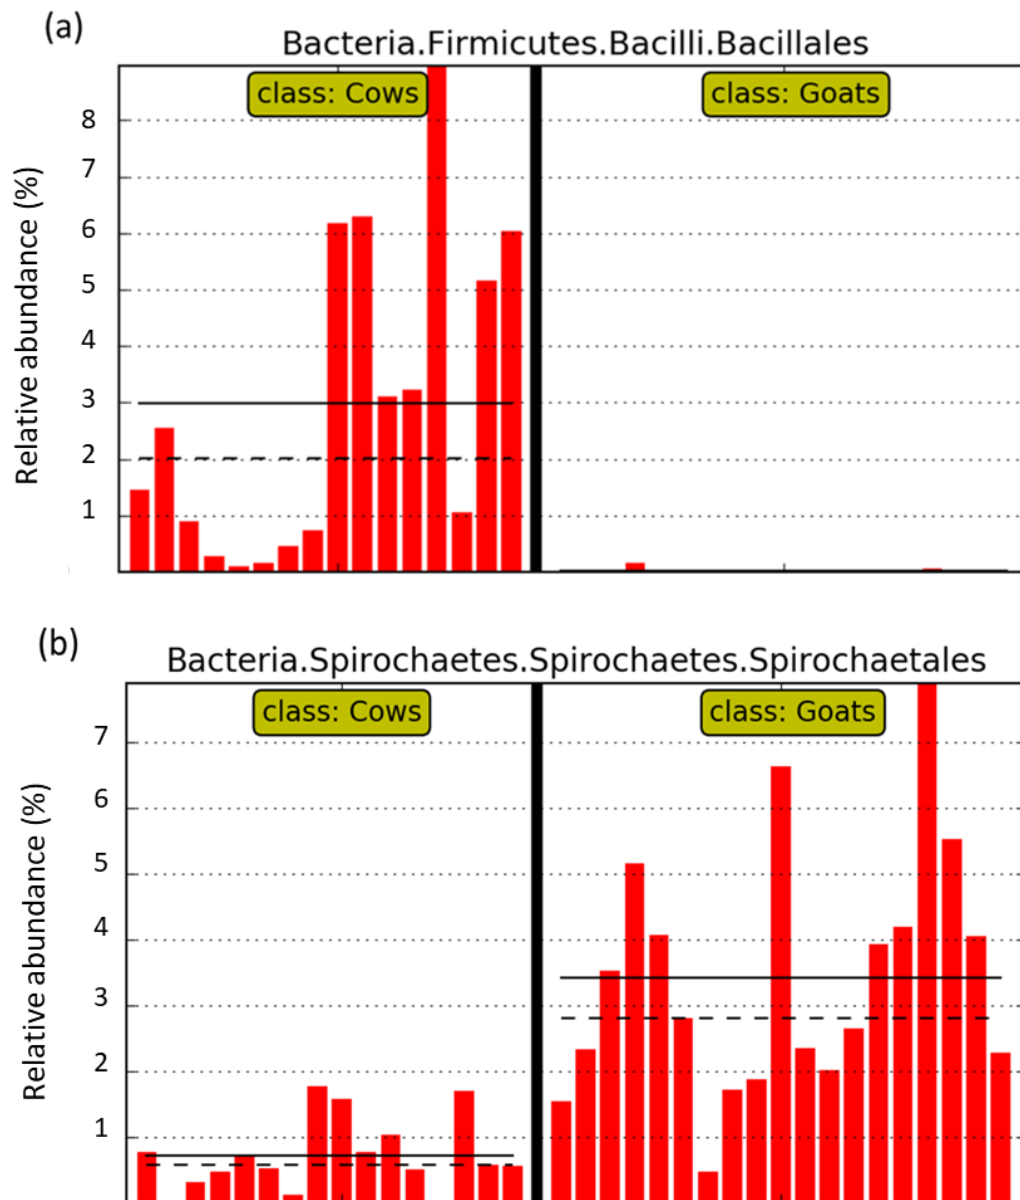 (a)
Bacteria.Firmicutes.Bacilli.Bacillales
class: Cows
class: Goats
Relative abundance (%)
8
7
6
5
4
3
2
1
(b)
Bacteria.Spirochaetes.Spirochaetes.Spirochaetales
class: Cows
class: Goats
Relative abundance (%)
7
6
5
4
3
2
1